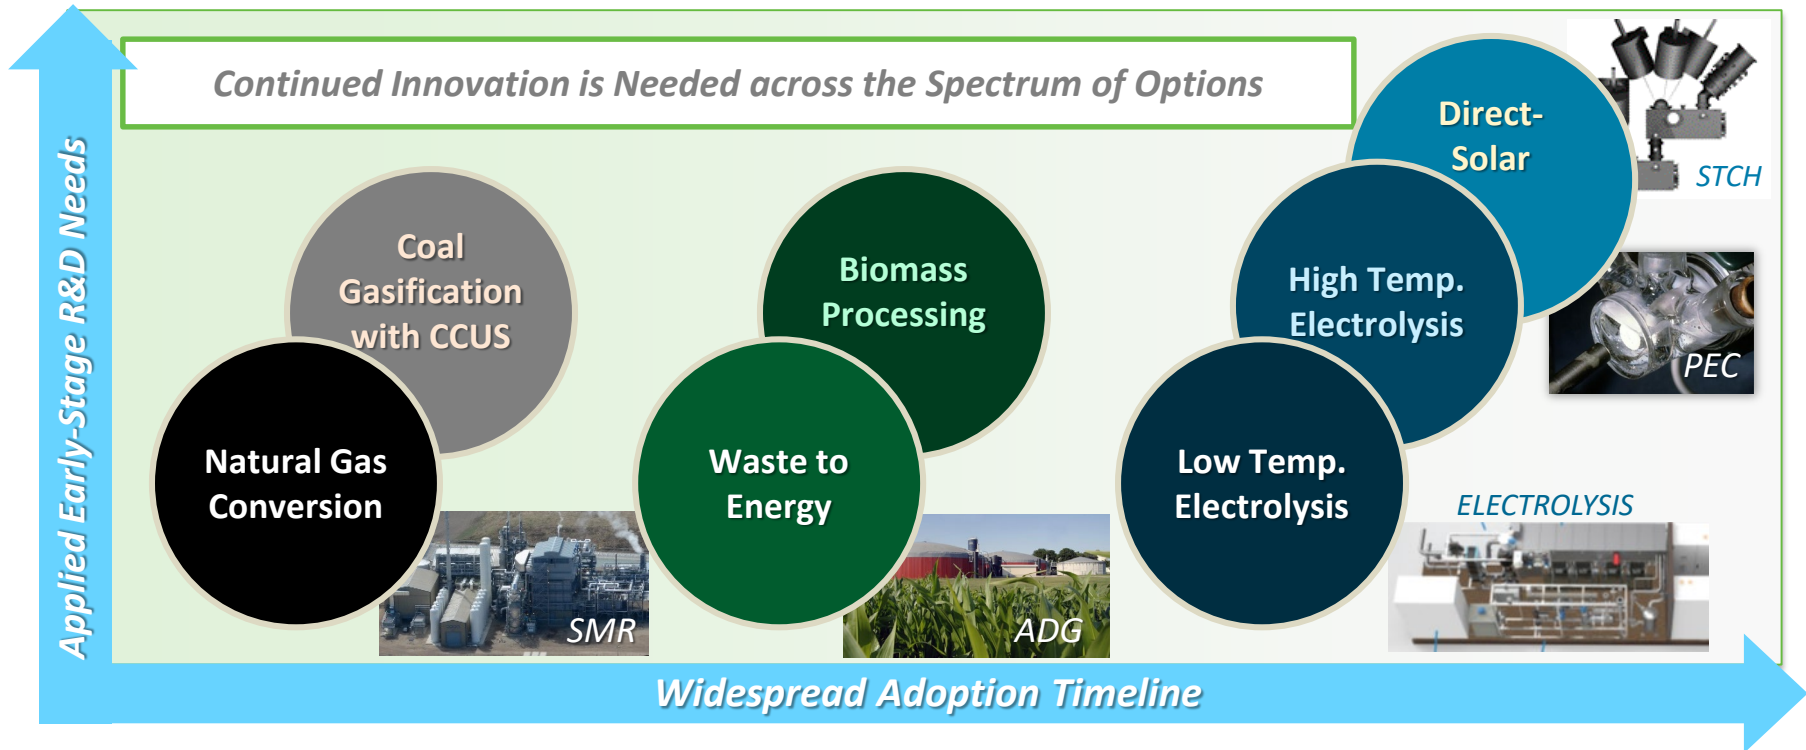 Continued Innovation is Needed across the Spectrum of Options
Applied Early-Stage R&D Needs
Coal
Gasification
with CCUS
Natural Gas
Conversion
SMR
Biomass
Processing
Waste to
Energy
ADG
Direct-
Solar
STCH
High Temp.
Electrolysis
PEC
Low Temp.
Electrolysis
ELECTROLYSIS
Widespread Adoption Timeline